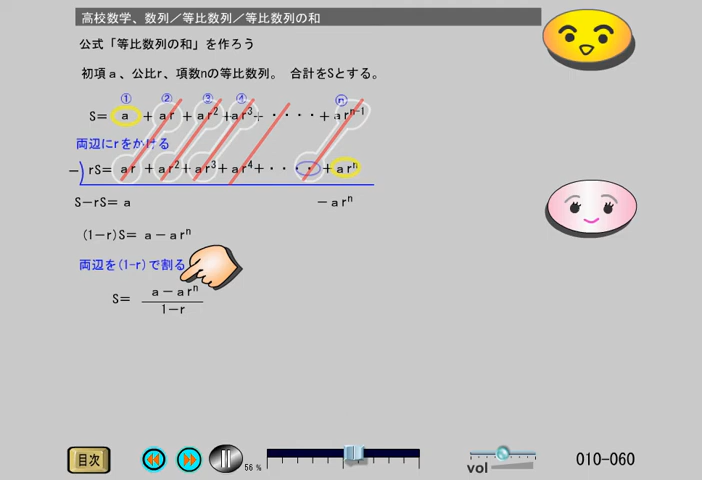 高校数学、数列／等比数列／等比数列の和
公式「等比数列の和」を作ろう
初項ａ、公比ｒ、項数nの等比数列。 合計をSとする。
① ② ③ ④ ⓝ
S= a + ar + ar² + ar³ + ····· + arⁿ⁻¹
両辺にrをかける
−) rS= ar + ar² + ar³ + ar⁴ + ···· + arⁿ
S−rS= a − arⁿ
(1−r)S= a − arⁿ
両辺を(1-r)で割る
S= a − arⁿ
1−r
目次 56 % vol 010-060